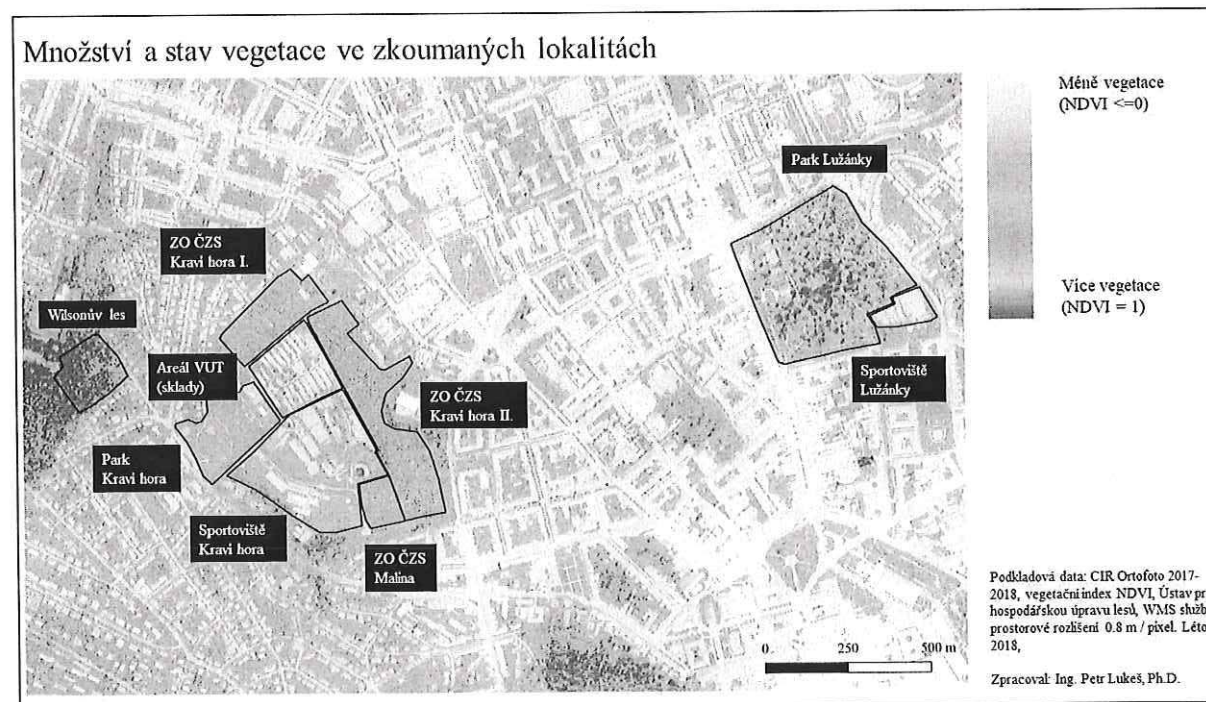 Množství a stav vegetace ve zkoumaných lokalitách
Méně vegetace
(NDVI <=0)
Více vegetace
(NDVI = 1)
Park Lužánky
Sportoviště
Lužánky
ZO ČZS
Kraví hora I.
Wilsonův les
Areál VUT
(sklady)
ZO ČZS
Kraví hora II.
Park
Kraví hora
Sportoviště
Kraví hora
ZO ČZS
Malina
0 250 500 m
Podkladová data: CIR Ortofoto 2017-
2018, vegetační index NDVI, Ústav pr
hospodářskou úpravu lesů, WMS služb
prostorové rozlišení 0.8 m / pixel. Léto
2018,
Zpracoval: Ing. Petr Lukeš, Ph.D.